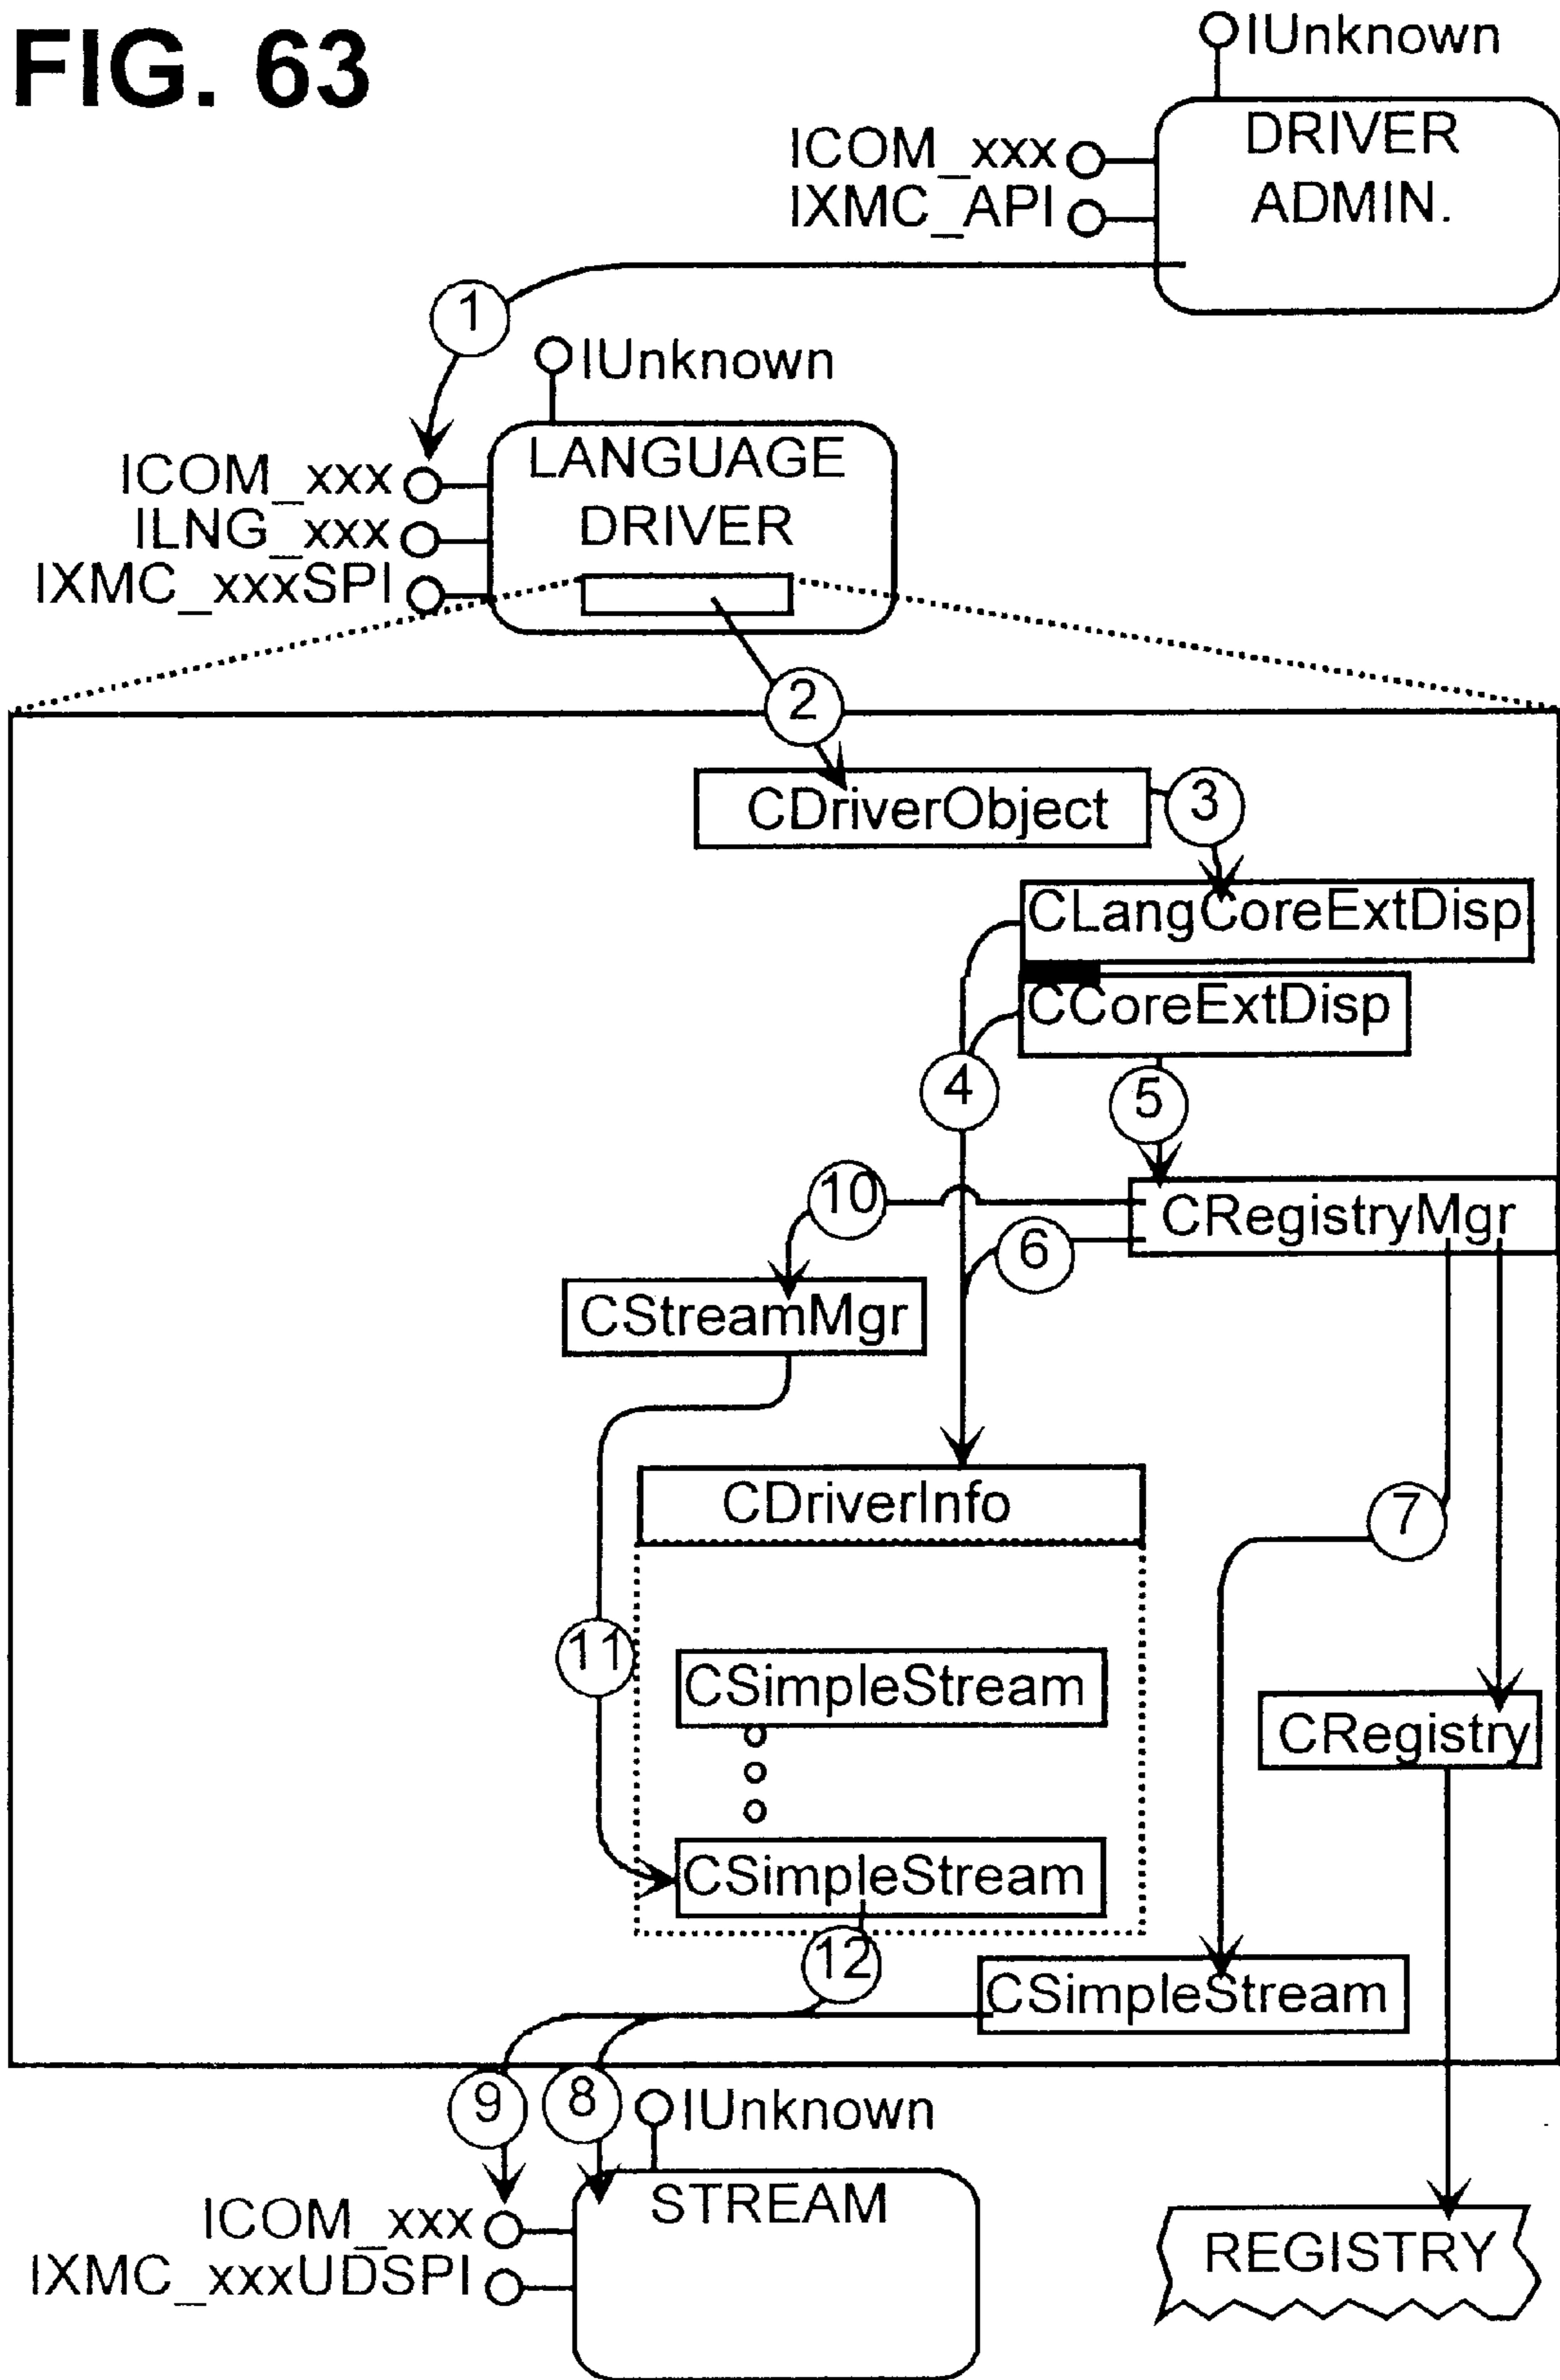 FIG. 63
IUnknown
DRIVER
ADMIN.
ICOM_xxx
IXMC_API
1
IUnknown
LANGUAGE
DRIVER
ICOM_xxx
ILNG_xxx
IXMC_xxxSPI
2
CDriverObject
3
CLangCoreExtDisp
CCoreExtDisp
4
5
10
CRegistryMgr
6
CStreamMgr
CDriverInfo
7
11
CSimpleStream
CRegistry
CSimpleStream
12
CSimpleStream
9
8
IUnknown
STREAM
ICOM_xxx
IXMC_xxxUDSPI
REGISTRY